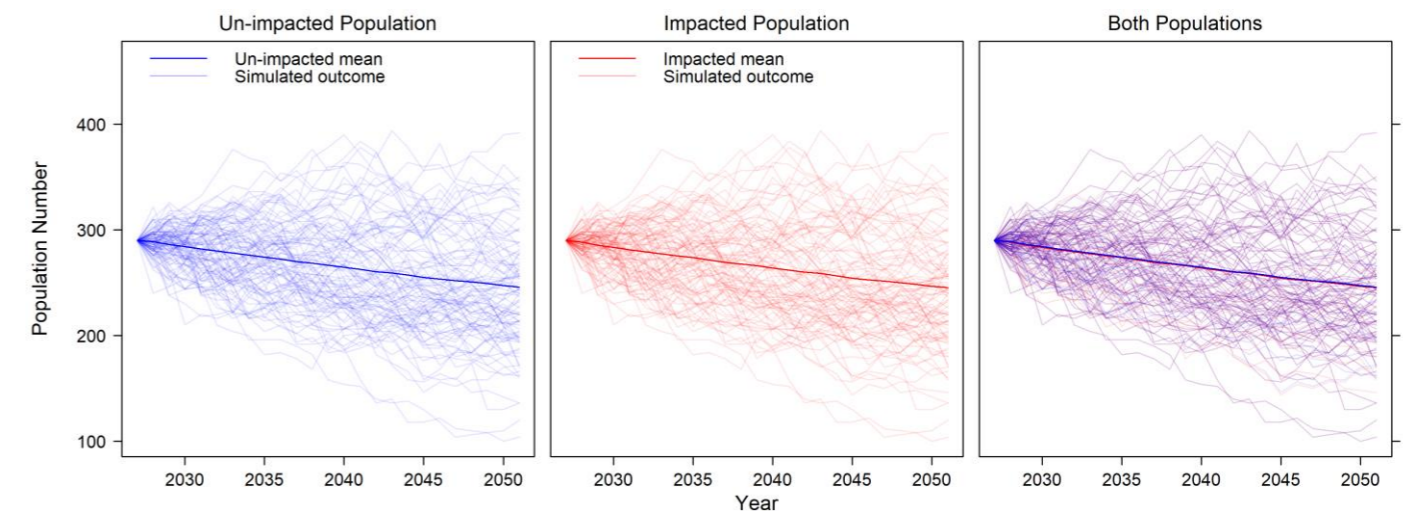 Un-impacted Population
Impacted Population
Both Populations
Un-impacted mean
Simulated outcome
Impacted mean
Simulated outcome
Population Number
400
300
200
100
2030 2035 2040 2045 2050
2030 2035 2040 2045 2050
2030 2035 2040 2045 2050
Year